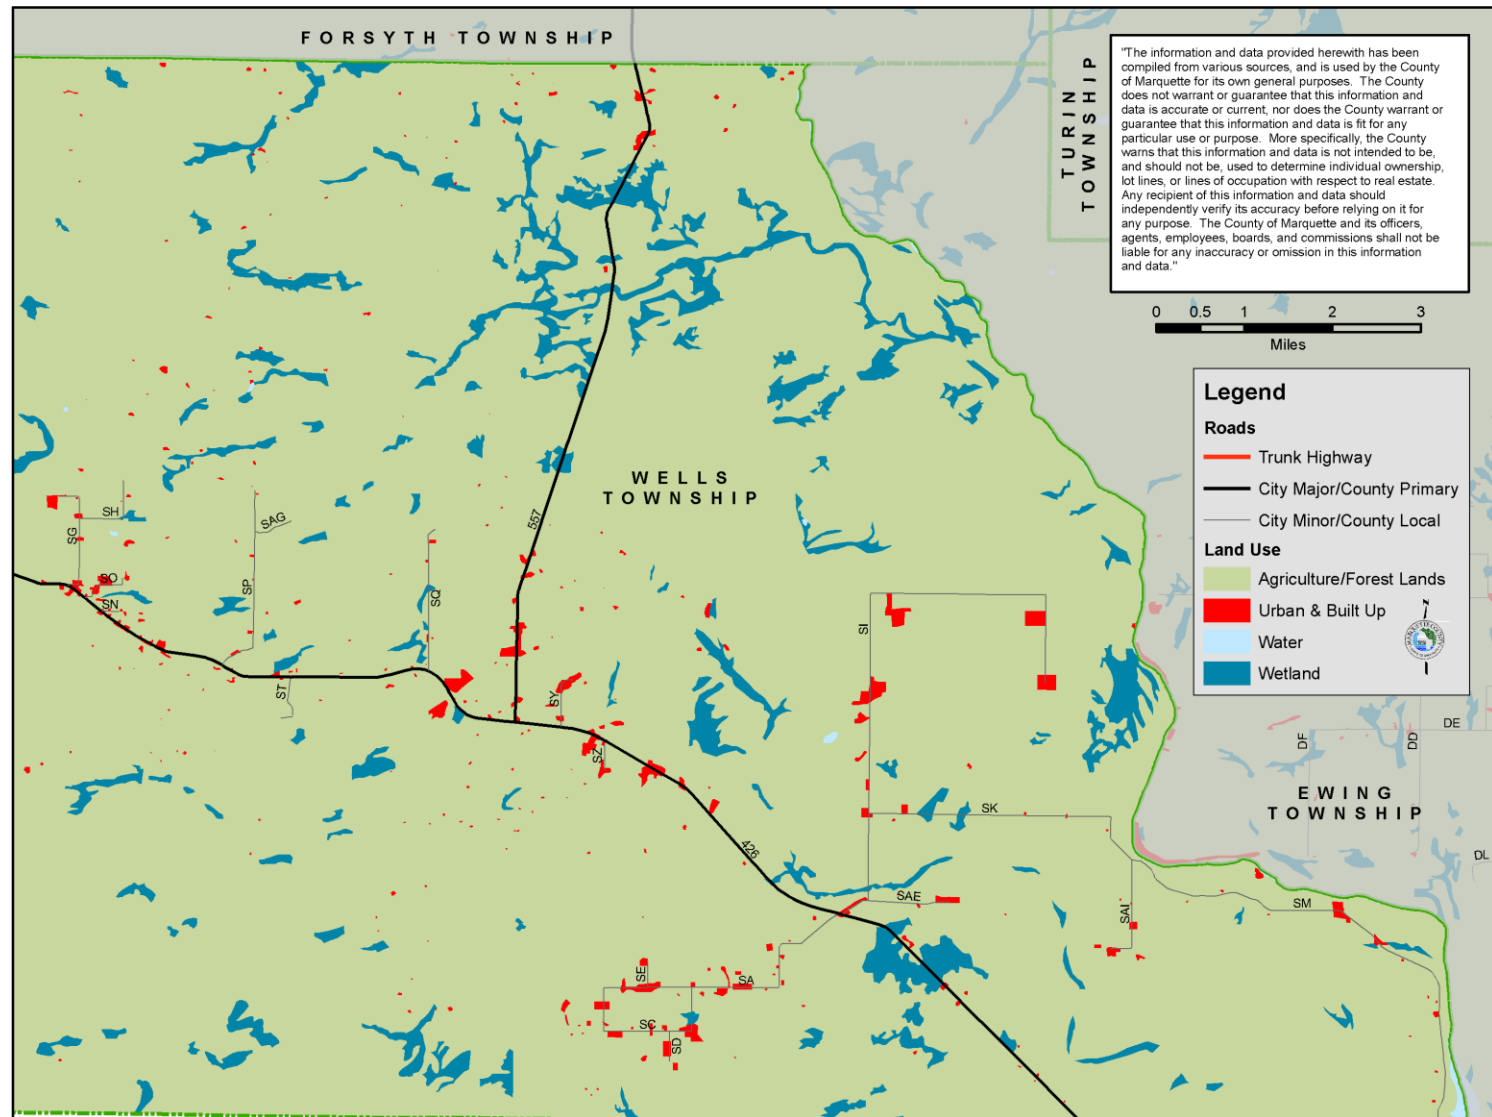 FORSYTH TOWNSHIP
TURIN
TOWNSHIP
"The information and data provided herewith has been
compiled from various sources, and is used by the County
of Marquette for its own general purposes. The County
does not warrant or guarantee that this information and
data is accurate or current, nor does the County warrant or
guarantee that this information and data is fit for any
particular use or purpose. More specifically, the County
warns that this information and data is not intended to be,
and should not be, used to determine individual ownership,
lot lines, or lines of occupation with respect to real estate.
Any recipient of this information and data should
independently verify its accuracy before relying on it for
any purpose. The County of Marquette and its officers,
agents, employees, boards, and commissions shall not be
liable for any inaccuracy or omission in this information
and data."
0 0.5 1 2 3
Miles
Legend
Roads
Trunk Highway
City Major/County Primary
City Minor/County Local
Land Use
Agriculture/Forest Lands
Urban & Built Up
Water
Wetland
Z
WELLS
TOWNSHIP
557
SH
SG
SAG
SO
SN
SP
SQ
ST
SY
SZ
SI
SK
426
SAE
SAI
SM
SE
SA
SC
SD
EWING
TOWNSHIP
DE
DF
DD
DL